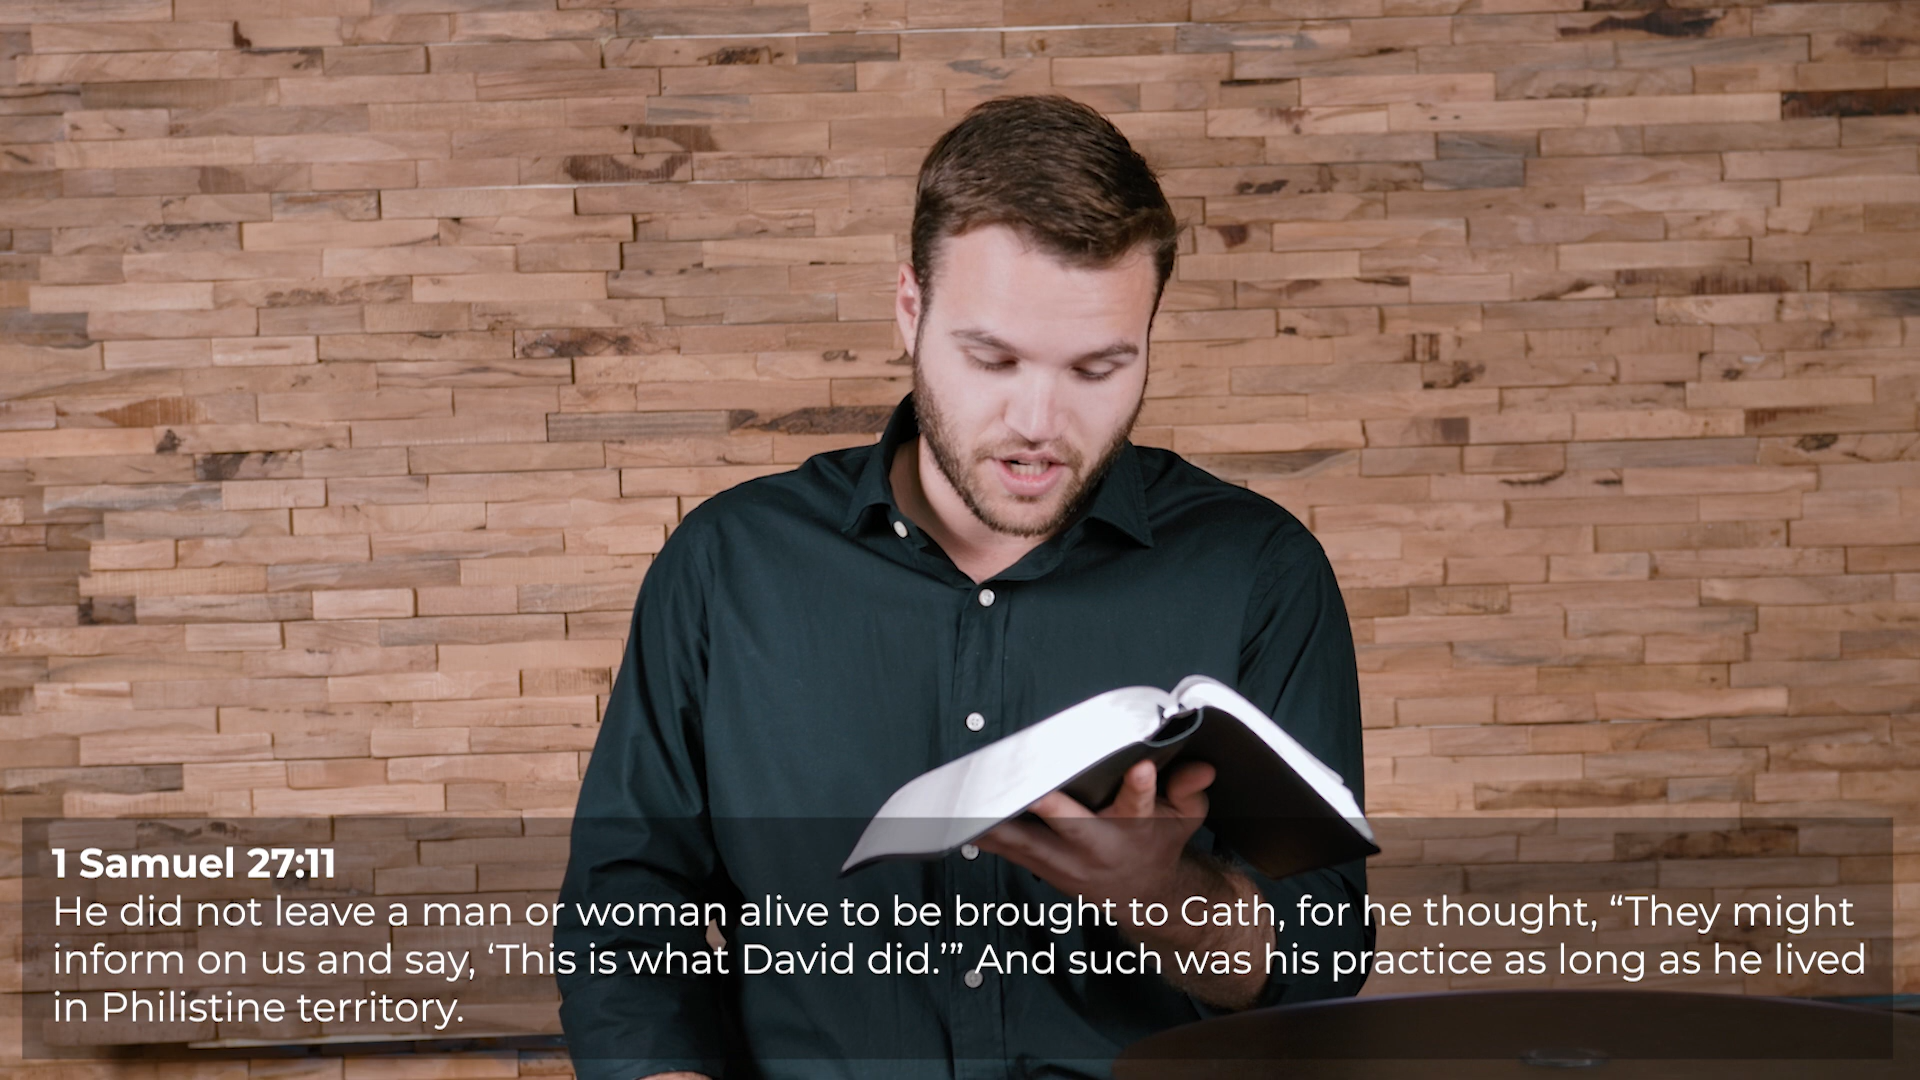 1 Samuel 27:11
He did not leave a man or woman alive to be brought to Gath, for he thought, “They might
inform on us and say, ‘This is what David did.’” And such was his practice as long as he lived
in Philistine territory.